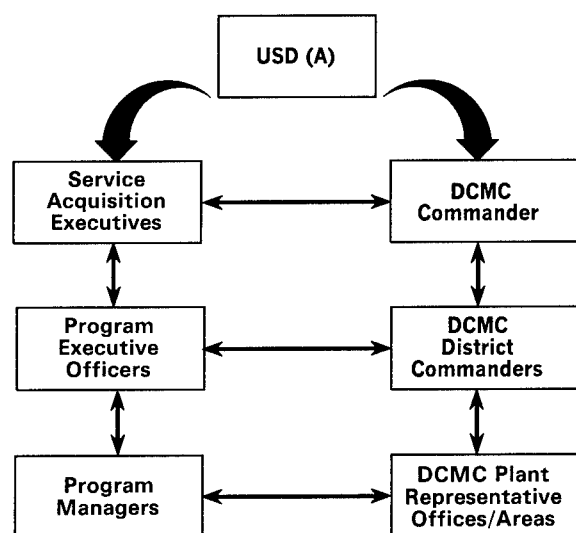 USD (A)
Service
Acquisition
Executives
DCMC
Commander
Program
Executive
Officers
DCMC
District
Commanders
Program
Managers
DCMC Plant
Representative
Offices/Areas